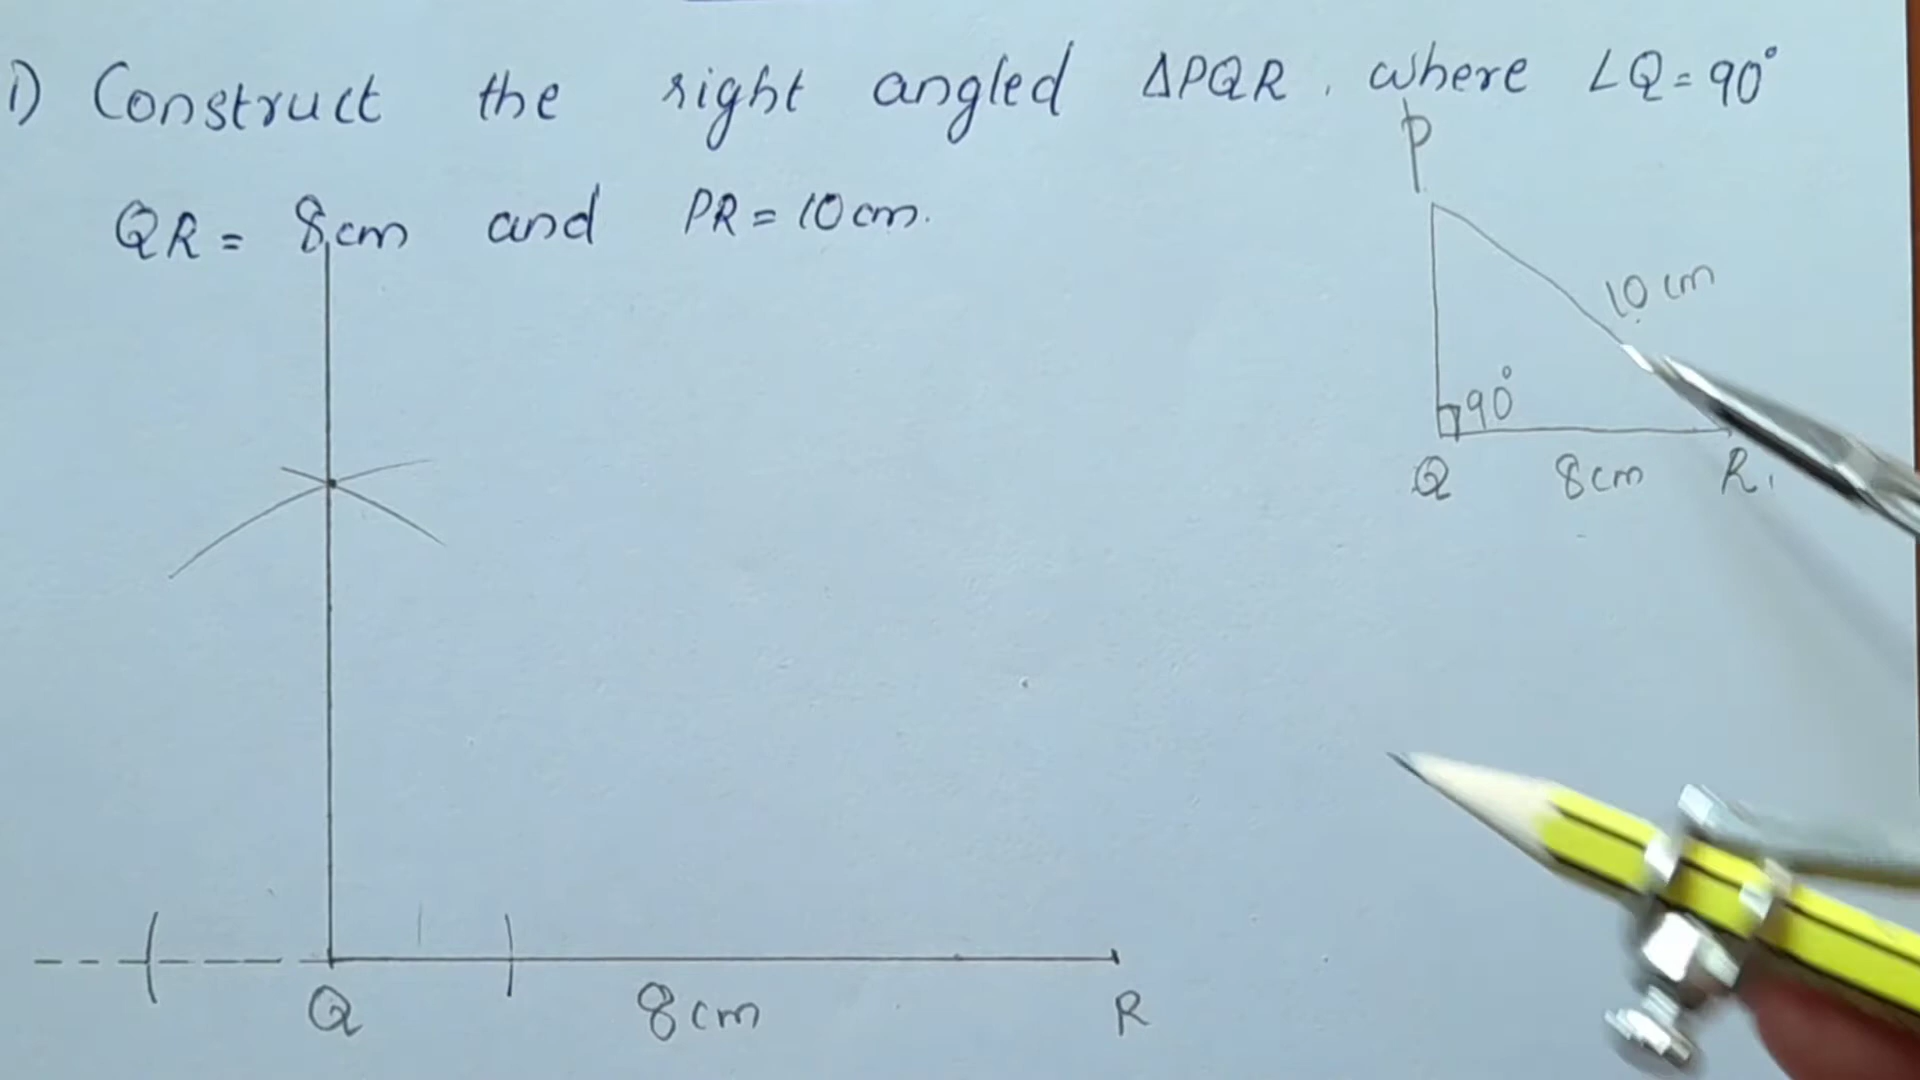 1) Construct the right angled ΔPQR. where ∠Q=90°
QR = 8cm and PR = 10cm.
P
10 cm
90°
Q 8cm R
Q 8cm R